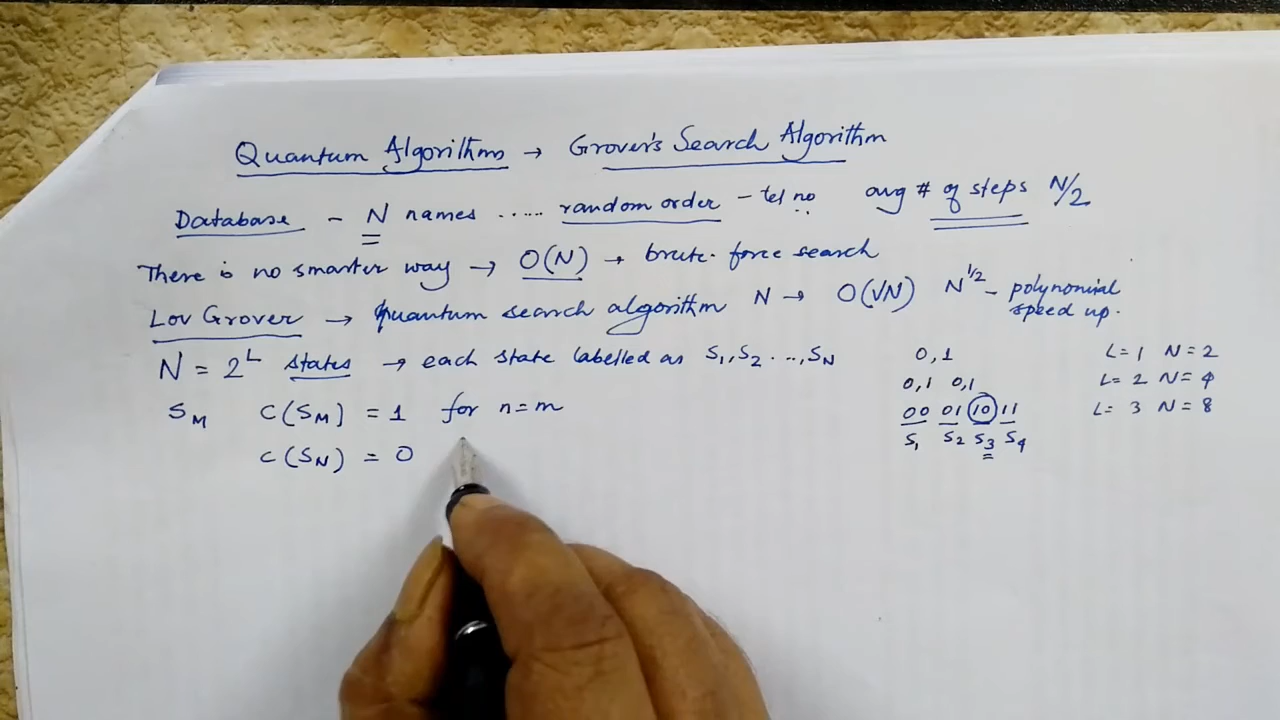 Quantum Algorithms → Grover's Search Algorithm
Database - N names ..... random order - tel no.. avg # of steps N/2
There is no smarter way → O(N) → brute-force search
Lov Grover → quantum search algorithm N → O(√N) N^1/2 - polynomial speed up.
N = 2^L states → each state labelled as S1, S2 ..., SN
0,1
0,1 0,1
00 01 10 11
S1 S2 S3 S4
L=1 N=2
L=2 N=4
L=3 N=8
SM C(SM) = 1 for n=m
C(SN) = 0